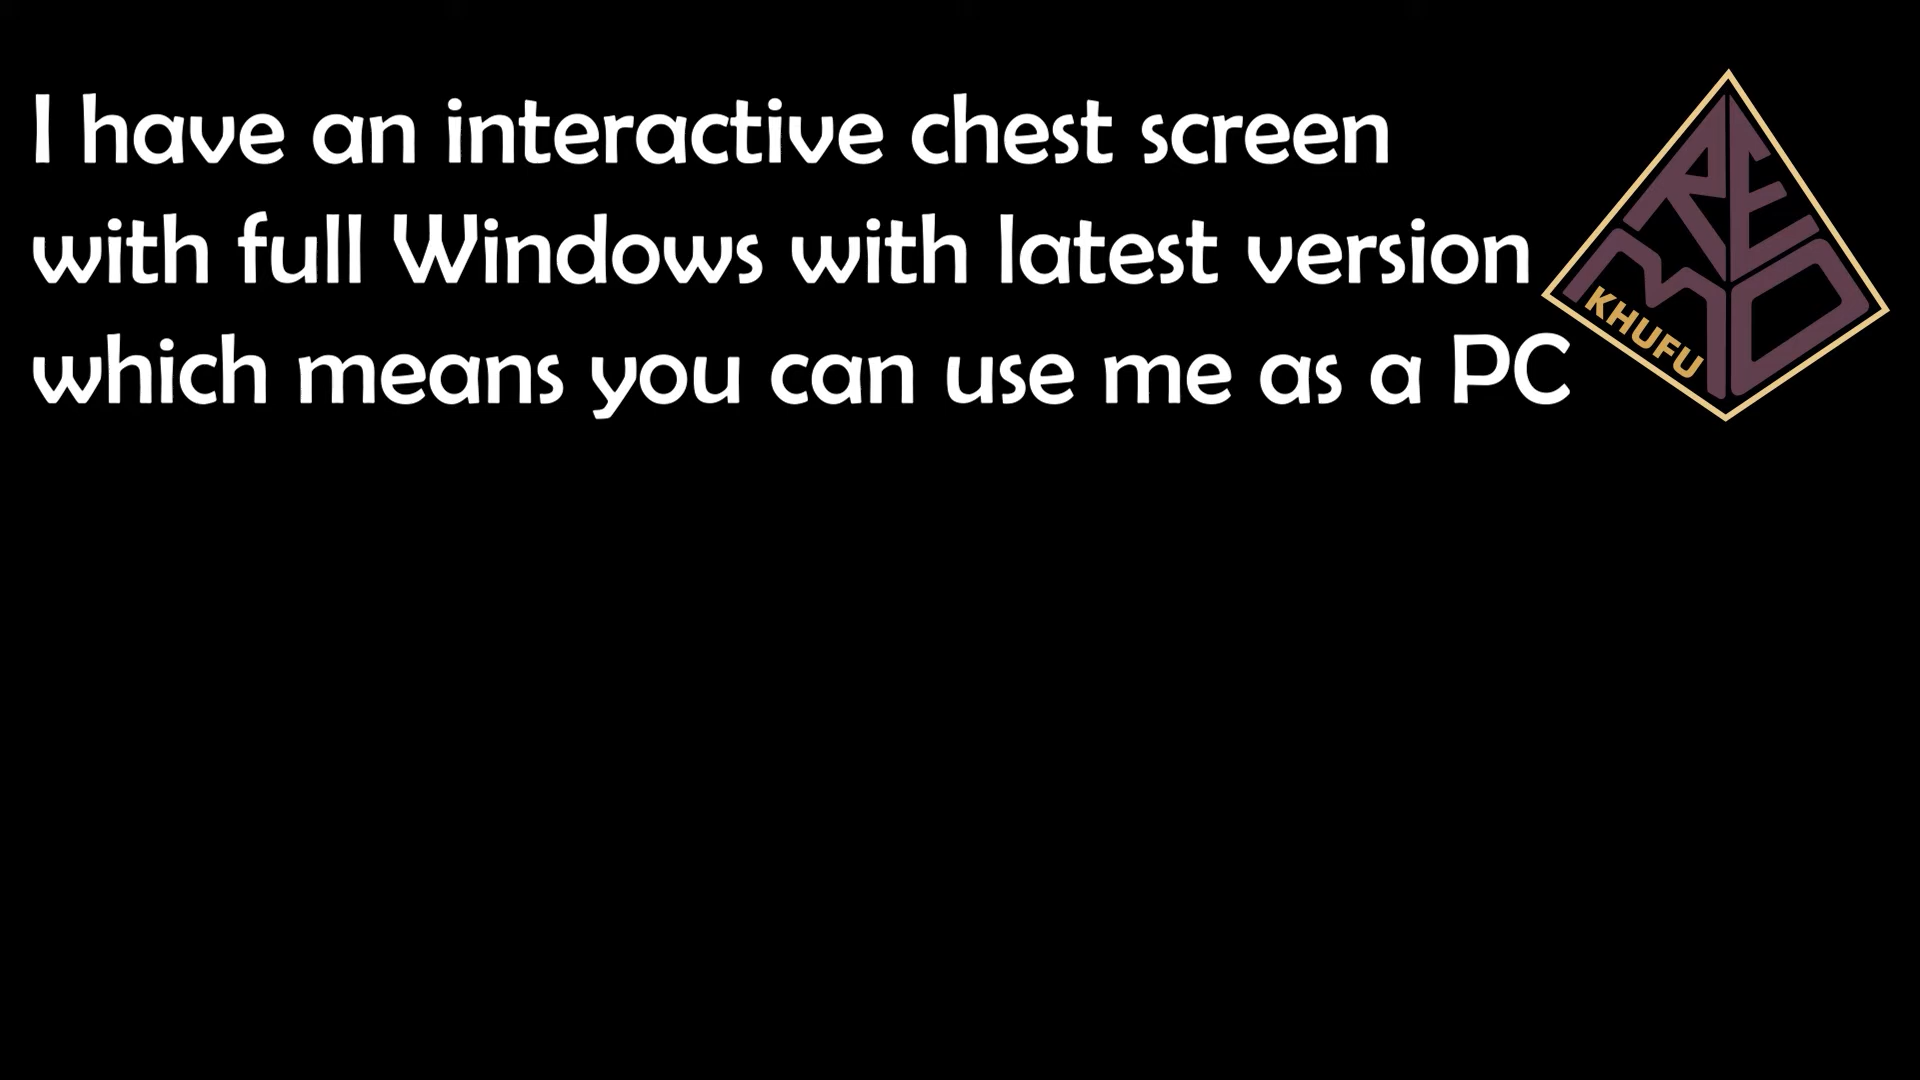 I have an interactive chest screen
with full Windows with latest version
which means you can use me as a PC
REMO
KHUFU